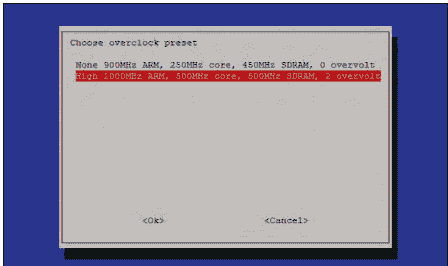 Choose overclock preset
None 900MHz ARM, 250MHz core, 450MHz SDRAM, 0 overvolt
High 1000MHz ARM, 500MHz core, 500MHz SDRAM, 2 overvolt
<Ok> <Cancel>